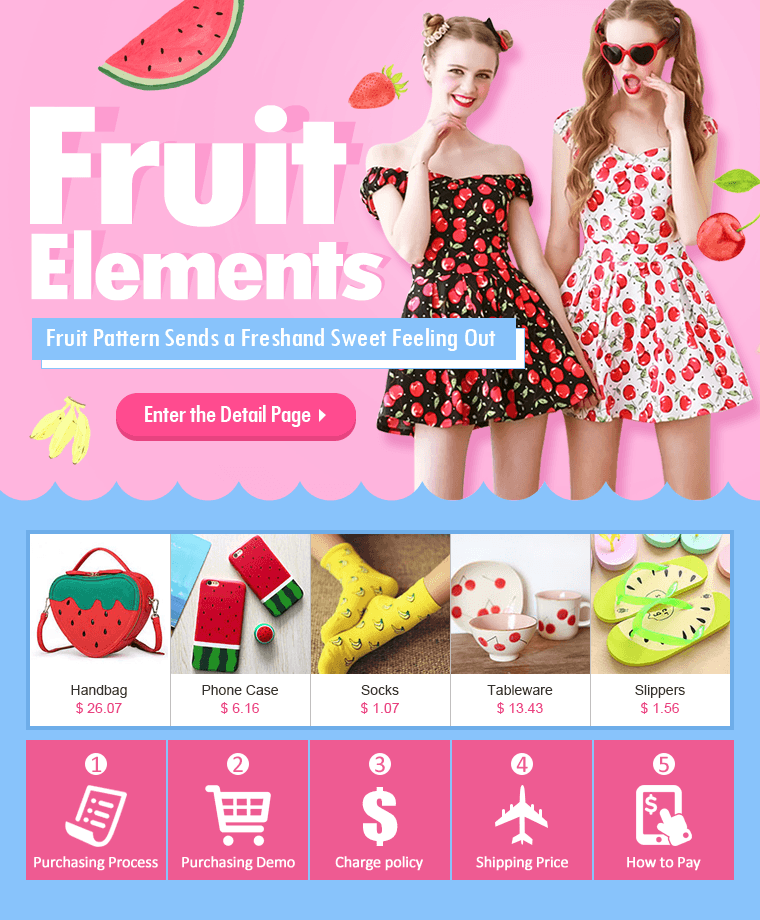 LONDON
Fruit
Elements
Fruit Pattern Sends a Freshand Sweet Feeling Out
Enter the Detail Page
Handbag
$ 26.07
Phone Case
$ 6.16
Socks
$ 1.07
Tableware
$ 13.43
Slippers
$ 1.56
1
Purchasing Process
2
Purchasing Demo
3
$
Charge policy
4
Shipping Price
5
$
How to Pay